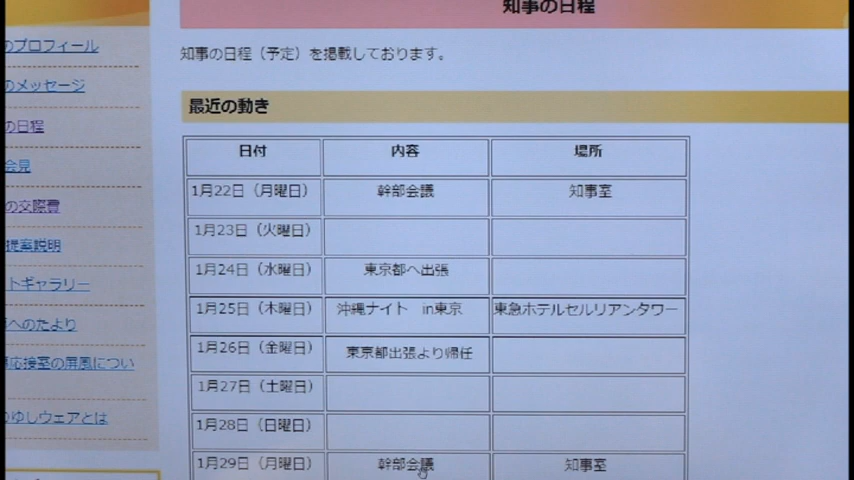 知事の日程
のプロフィール
のメッセージ
の日程
会見
の交際費
提案説明
トギャラリー
へのたより
応接室の屏風につい
りゆしウェアとは
知事の日程（予定）を掲載しております。
最近の動き
日付 内容 場所
1月22日（月曜日） 幹部会議 知事室
1月23日（火曜日）
1月24日（水曜日） 東京都へ出張
1月25日（木曜日） 沖縄ナイト in東京 東急ホテルセルリアンタワー
1月26日（金曜日） 東京都出張より帰任
1月27日（土曜日）
1月28日（日曜日）
1月29日（月曜日） 幹部会議 知事室